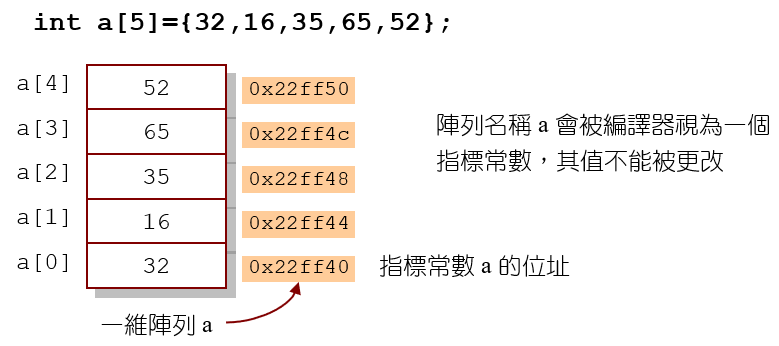 int a[5]={32,16,35,65,52};
a[4] 52 0x22ff50
a[3] 65 0x22ff4c
a[2] 35 0x22ff48
a[1] 16 0x22ff44
a[0] 32 0x22ff40 指標常數 a 的位址
陣列名稱 a 會被編譯器視為一個
指標常數，其值不能被更改
一維陣列 a